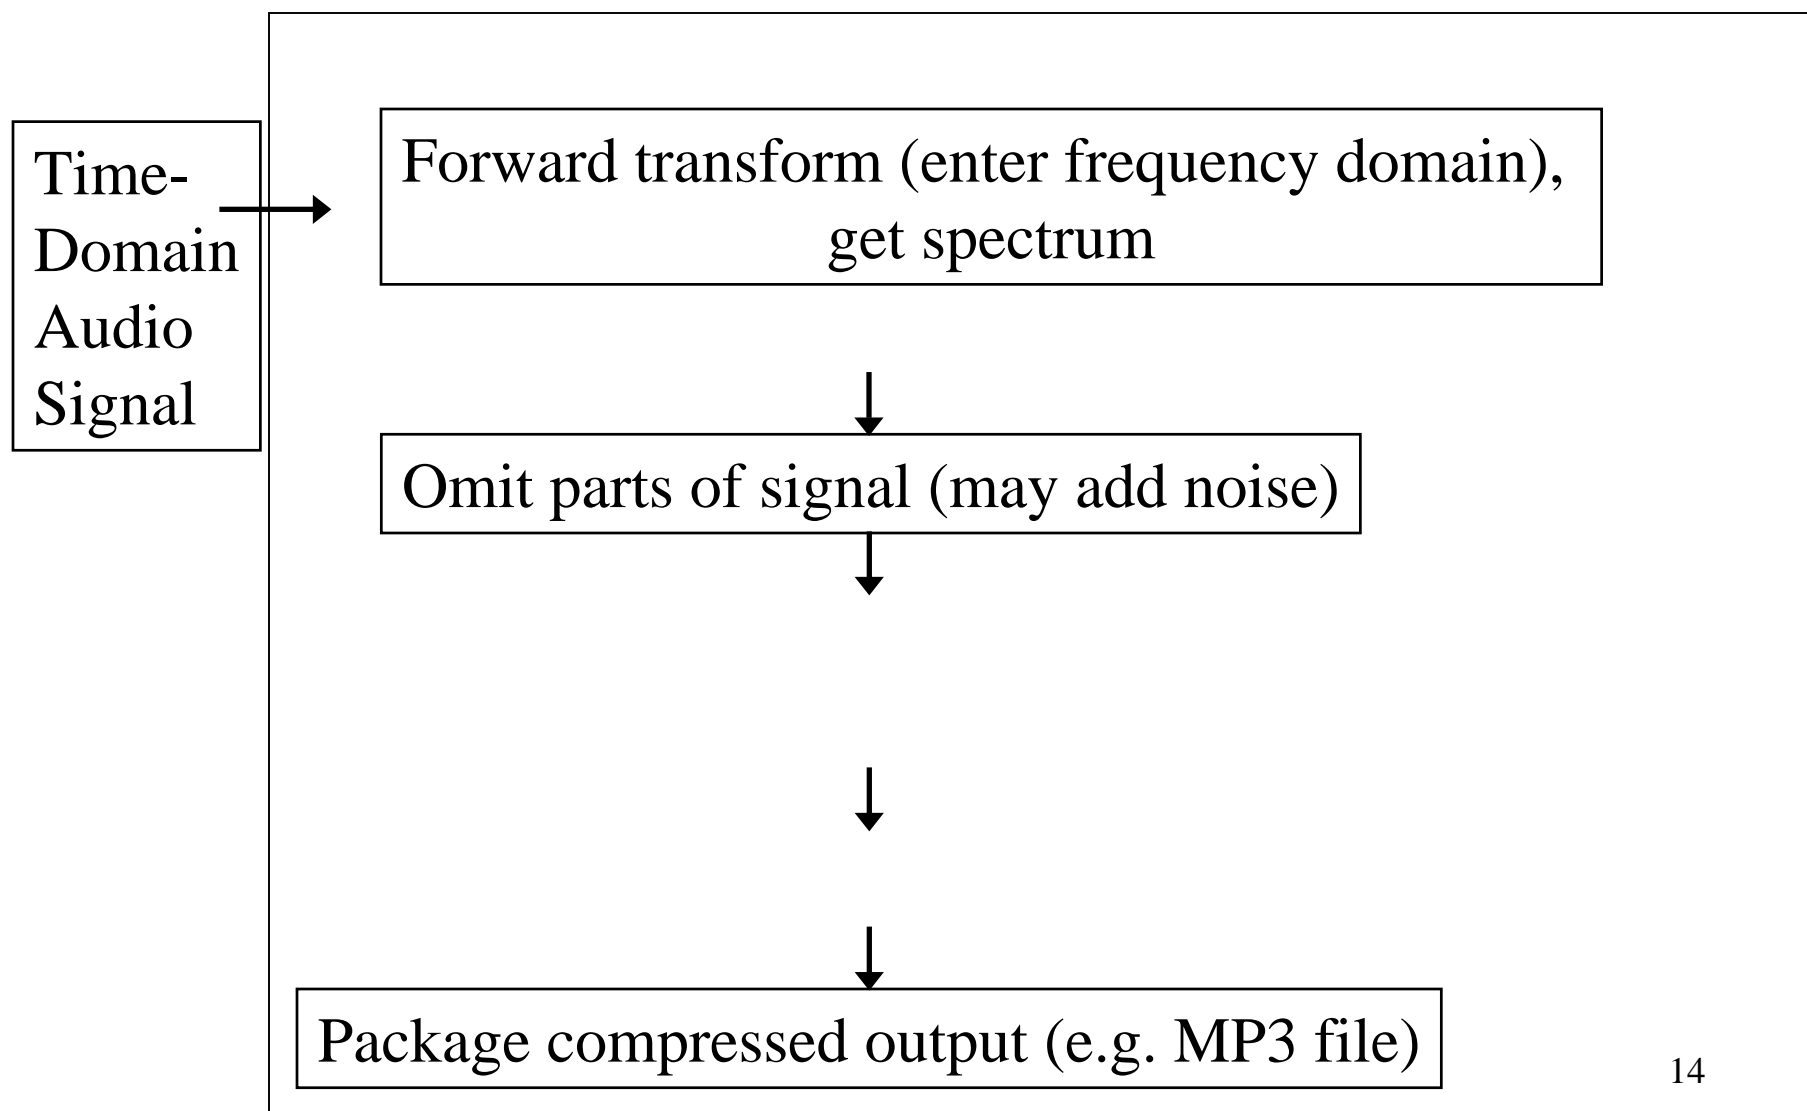 Time-
Domain
Audio
Signal
Forward transform (enter frequency domain),
get spectrum
Omit parts of signal (may add noise)
Package compressed output (e.g. MP3 file)
14